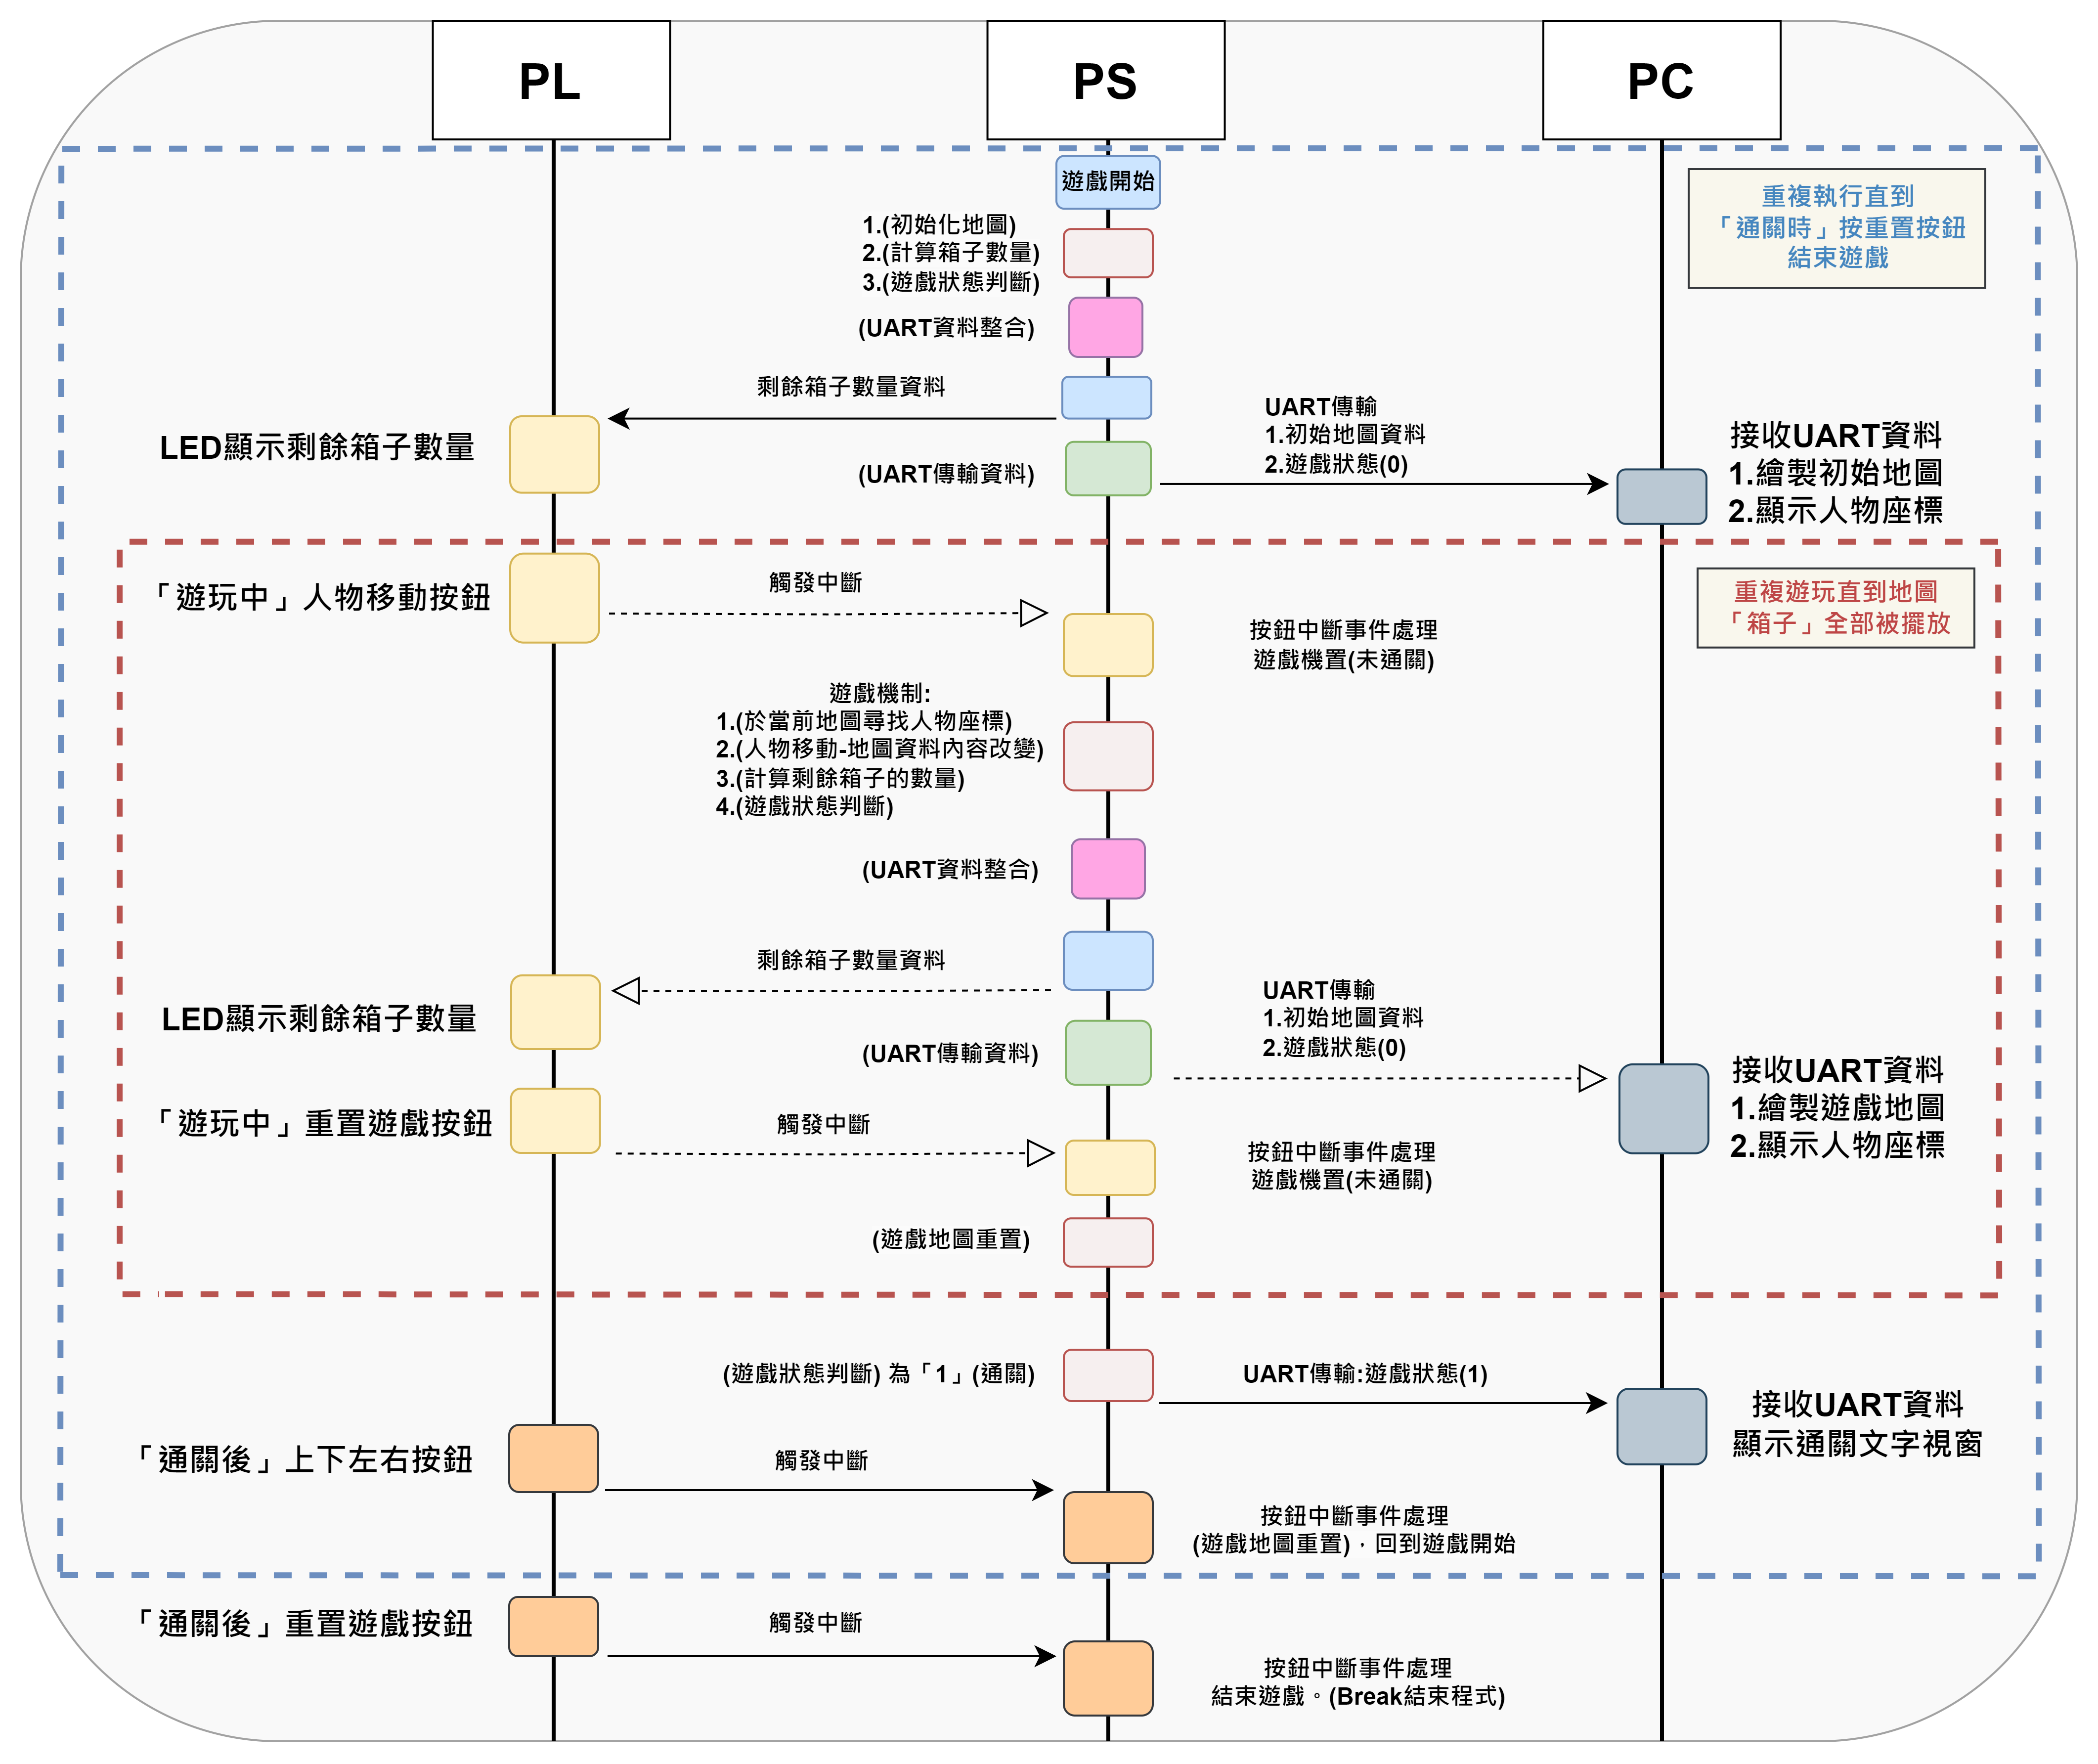 PL
PS
PC
遊戲開始
重複執行直到
「通關時」按重置按鈕
結束遊戲
1.(初始化地圖)
2.(計算箱子數量)
3.(遊戲狀態判斷)
(UART資料整合)
剩餘箱子數量資料
LED顯示剩餘箱子數量
(UART傳輸資料)
UART傳輸
1.初始地圖資料
2.遊戲狀態(0)
接收UART資料
1.繪製初始地圖
2.顯示人物座標
「遊玩中」人物移動按鈕
觸發中斷
重複遊玩直到地圖
「箱子」全部被擺放
按鈕中斷事件處理
遊戲機置(未通關)
遊戲機制:
1.(於當前地圖尋找人物座標)
2.(人物移動-地圖資料內容改變)
3.(計算剩餘箱子的數量)
4.(遊戲狀態判斷)
(UART資料整合)
剩餘箱子數量資料
LED顯示剩餘箱子數量
(UART傳輸資料)
UART傳輸
1.初始地圖資料
2.遊戲狀態(0)
接收UART資料
1.繪製遊戲地圖
2.顯示人物座標
「遊玩中」重置遊戲按鈕
觸發中斷
按鈕中斷事件處理
遊戲機置(未通關)
(遊戲地圖重置)
(遊戲狀態判斷) 為「1」(通關)
UART傳輸:遊戲狀態(1)
接收UART資料
顯示通關文字視窗
「通關後」上下左右按鈕
觸發中斷
按鈕中斷事件處理
(遊戲地圖重置)，回到遊戲開始
「通關後」重置遊戲按鈕
觸發中斷
按鈕中斷事件處理
結束遊戲。(Break結束程式)